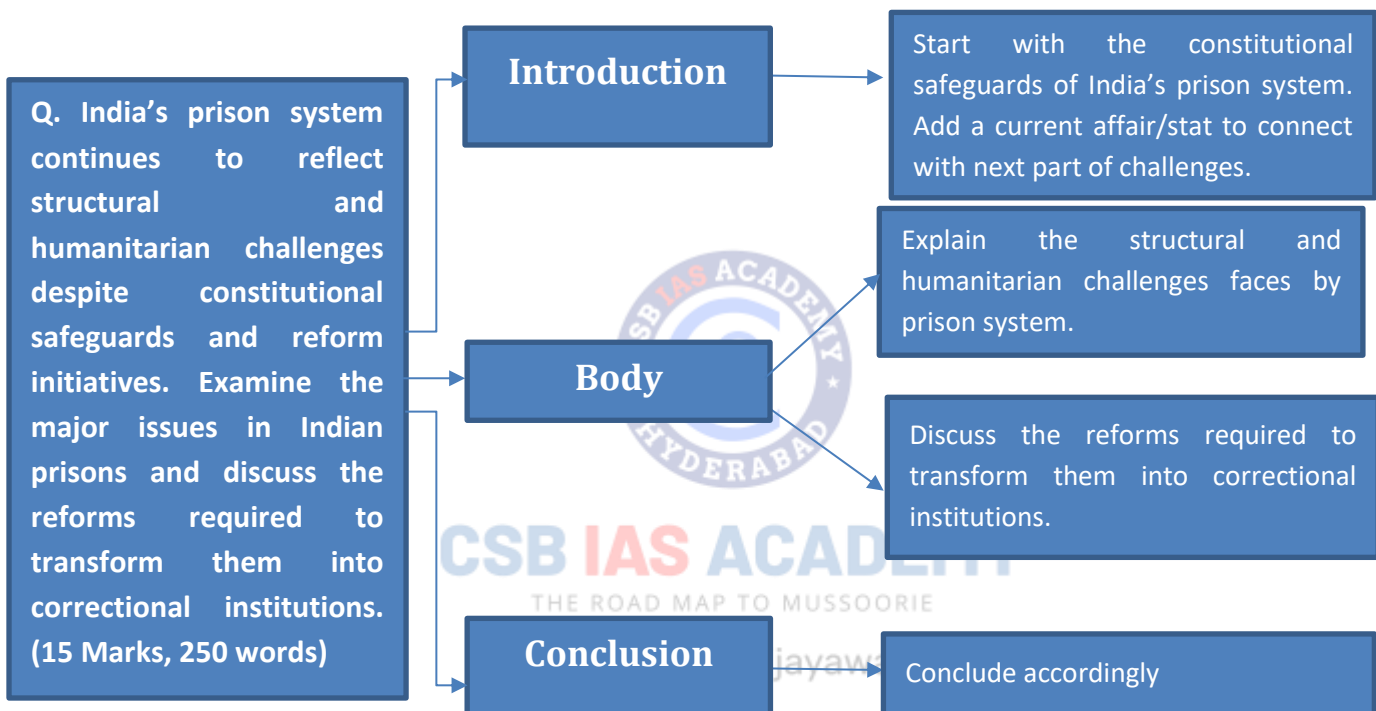 Q. India’s prison system
continues to reflect
structural and
humanitarian challenges
despite constitutional
safeguards and reform
initiatives. Examine the
major issues in Indian
prisons and discuss the
reforms required to
transform them into
correctional institutions.
(15 Marks, 250 words)
Introduction
Start with the constitutional
safeguards of India’s prison system.
Add a current affair/stat to connect
with next part of challenges.
Body
Explain the structural and
humanitarian challenges faces by
prison system.
Discuss the reforms required to
transform them into correctional
institutions.
Conclusion
Conclude accordingly
CSB IAS ACADEMY
HYDERABAD
CSB IAS ACADEMY
THE ROAD MAP TO MUSSOORIE